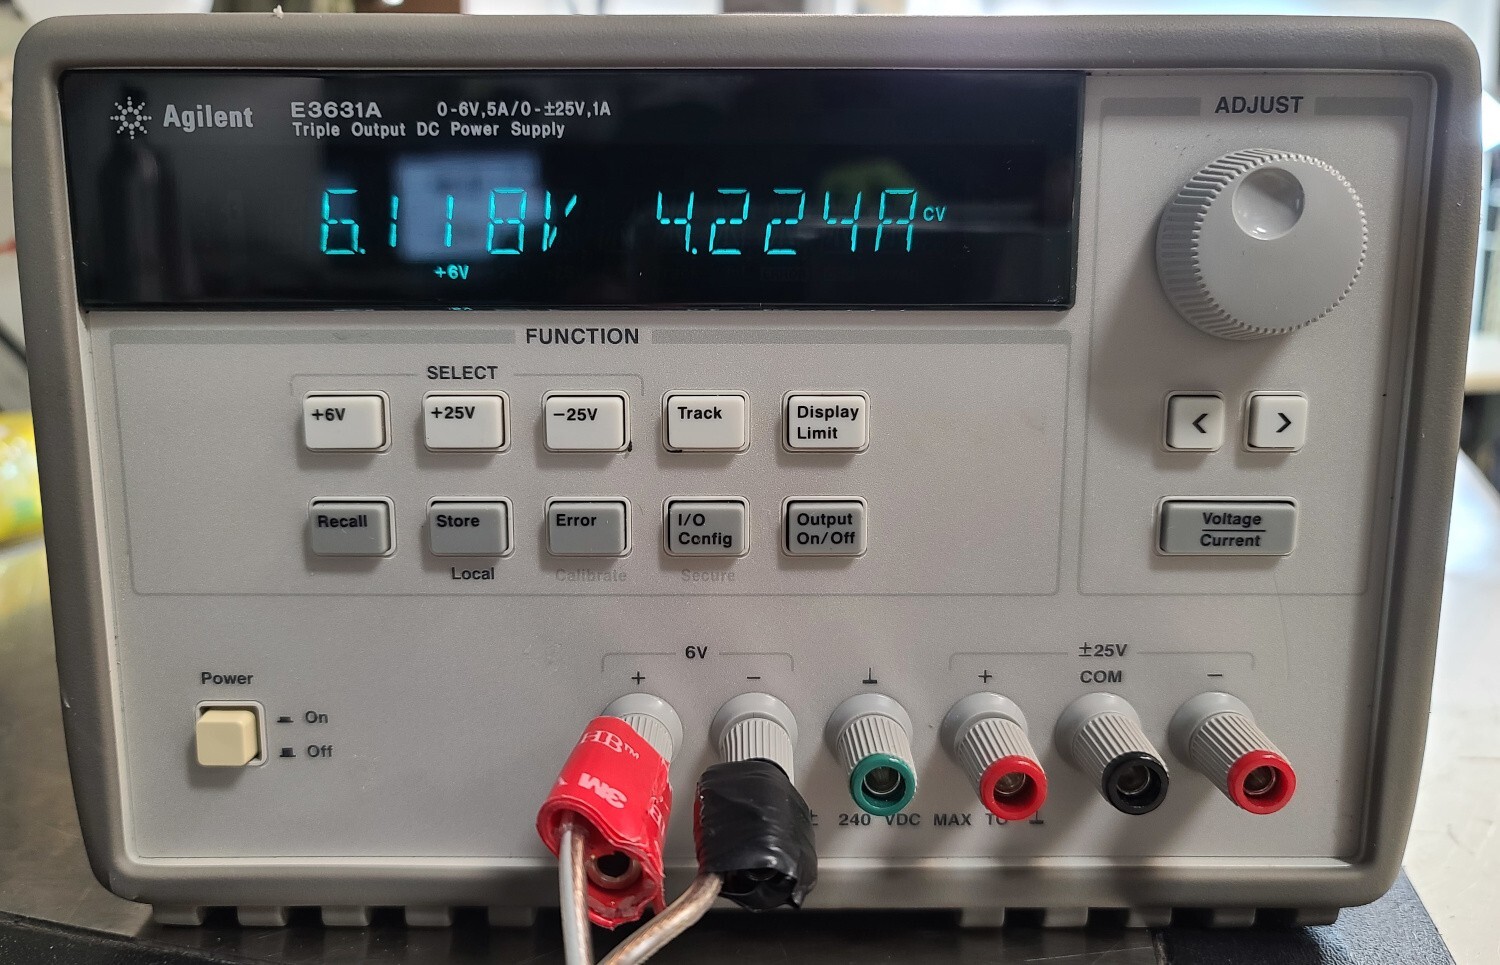 Agilent
E3631A 0-6V,5A/0-±25V,1A
Triple Output DC Power Supply
6.118V 4.224A CV
+6V
ADJUST
FUNCTION
SELECT
+6V
+25V
−25V
Track
Display
Limit
<
>
Recall
Store
Error
I/O
Config
Output
On/Off
Voltage
Current
Local
Calibrate
Secure
Power
On
Off
6V
+
−
⊥
±25V
+
COM
−
3M
± 240 VDC MAX TO ⊥